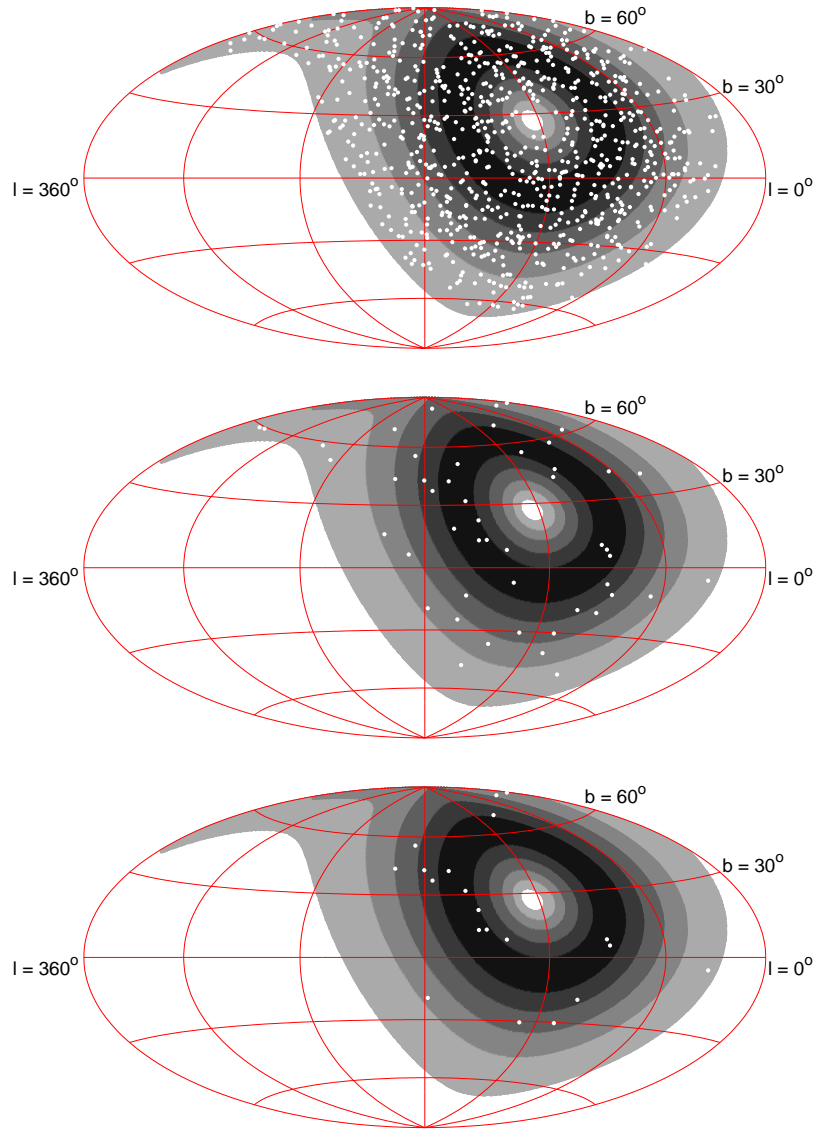 b = 60°
b = 30°
l = 360°
l = 0°
b = 60°
b = 30°
l = 360°
l = 0°
b = 60°
b = 30°
l = 360°
l = 0°